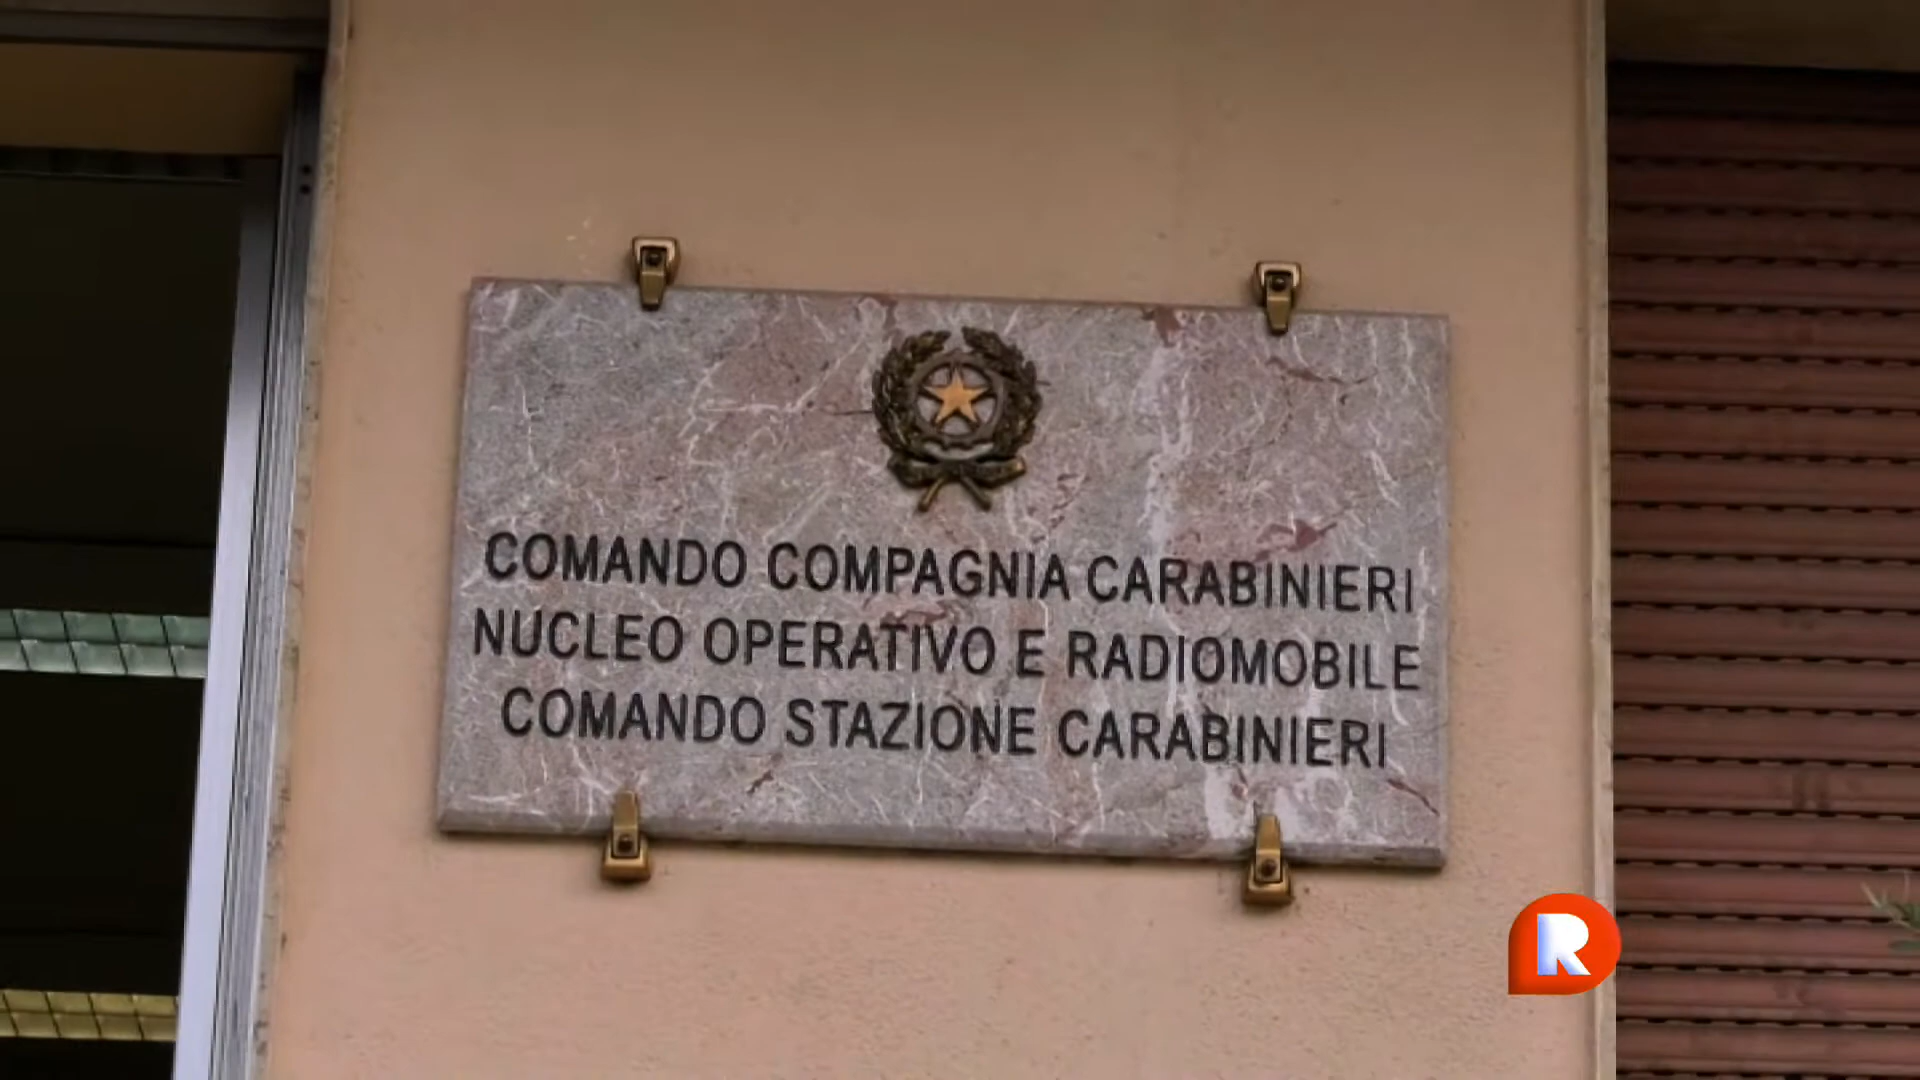 COMANDO COMPAGNIA CARABINIERI
NUCLEO OPERATIVO E RADIOMOBILE
COMANDO STAZIONE CARABINIERI
R